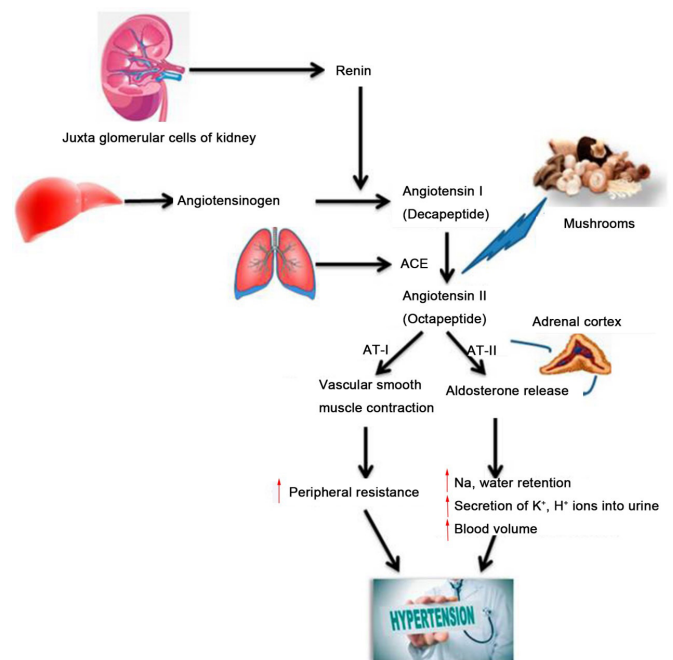 Renin
Juxta glomerular cells of kidney
Angiotensinogen
Angiotensin I
(Decapeptide)
Mushrooms
ACE
Angiotensin II
(Octapeptide)
Adrenal cortex
AT-I
AT-II
Vascular smooth
muscle contraction
Aldosterone release
Peripheral resistance
Na, water retention
Secretion of K⁺, H⁺ ions into urine
Blood volume
HYPERTENSION